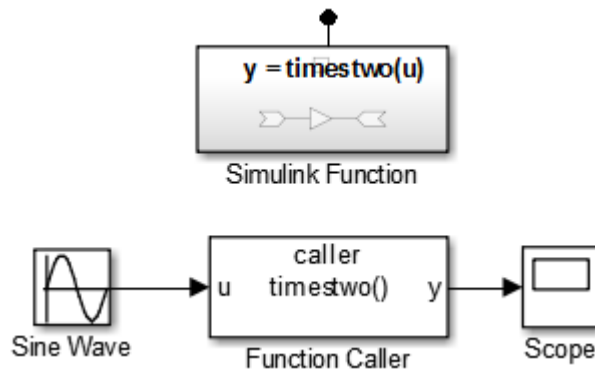 y = timestwo(u)
Simulink Function
caller
u timestwo() y
Sine Wave
Function Caller
Scope